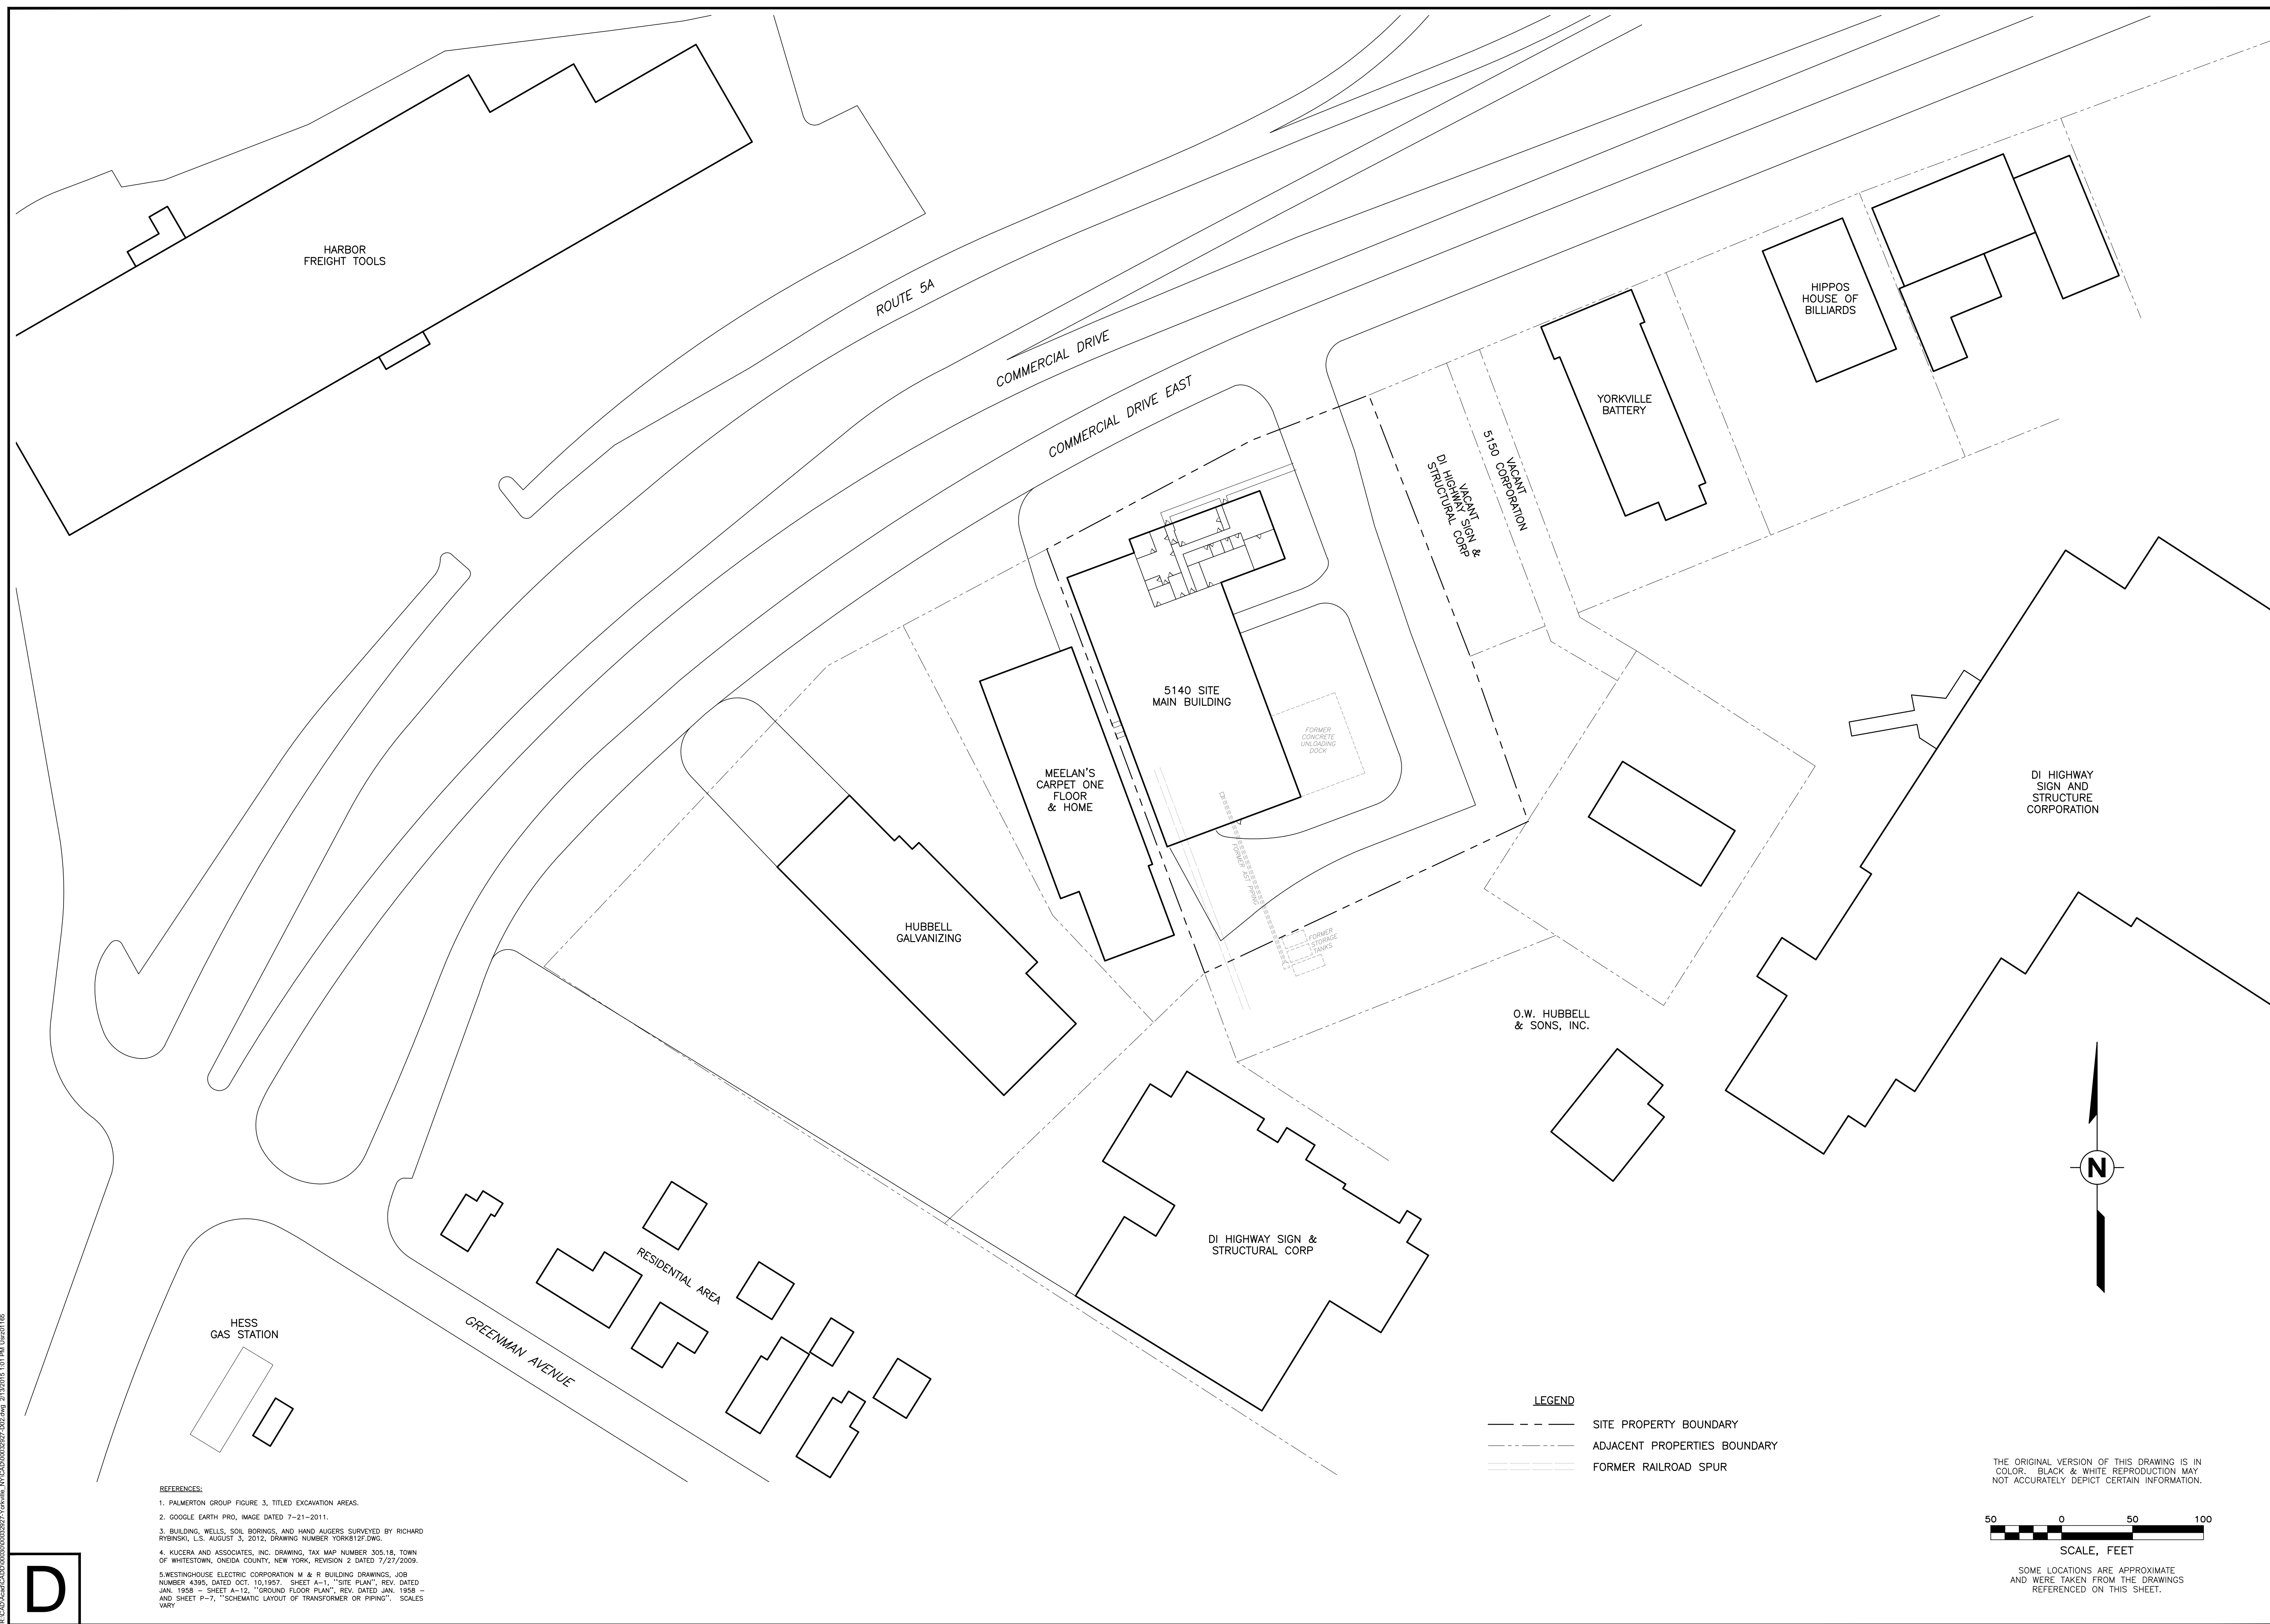 HARBOR
FREIGHT TOOLS
ROUTE 5A
COMMERCIAL DRIVE
COMMERCIAL DRIVE EAST
HIPPOS
HOUSE OF
BILLIARDS
YORKVILLE
BATTERY
VACANT
5150 CORPORATION
VACANT
DI HIGHWAY SIGN &
STRUCTURAL CORP
5140 SITE
MAIN BUILDING
FORMER
CONCRETE
UNLOADING
DOCK
MEELAN'S
CARPET ONE
FLOOR
& HOME
DI HIGHWAY
SIGN AND
STRUCTURE
CORPORATION
FORMER AST PIPING
HUBBELL
GALVANIZING
FORMER
STORAGE
TANKS
O.W. HUBBELL
& SONS, INC.
N
DI HIGHWAY SIGN &
STRUCTURAL CORP
RESIDENTIAL AREA
HESS
GAS STATION
GREENMAN AVENUE
LEGEND
SITE PROPERTY BOUNDARY
ADJACENT PROPERTIES BOUNDARY
FORMER RAILROAD SPUR
THE ORIGINAL VERSION OF THIS DRAWING IS IN
COLOR. BLACK & WHITE REPRODUCTION MAY
NOT ACCURATELY DEPICT CERTAIN INFORMATION.
50 0 50 100
SCALE, FEET
SOME LOCATIONS ARE APPROXIMATE
AND WERE TAKEN FROM THE DRAWINGS
REFERENCED ON THIS SHEET.
REFERENCES:
1. PALMERTON GROUP FIGURE 3, TITLED EXCAVATION AREAS.
2. GOOGLE EARTH PRO, IMAGE DATED 7-21-2011.
3. BUILDING, WELLS, SOIL BORINGS, AND HAND AUGERS SURVEYED BY RICHARD
RYBINSKI, L.S. AUGUST 3, 2012, DRAWING NUMBER YORK812F.DWG.
4. KUCERA AND ASSOCIATES, INC. DRAWING, TAX MAP NUMBER 305.18, TOWN
OF WHITESTOWN, ONEIDA COUNTY, NEW YORK, REVISION 2 DATED 7/27/2009.
5.WESTINGHOUSE ELECTRIC CORPORATION M & R BUILDING DRAWINGS, JOB
NUMBER 4395, DATED OCT. 10,1957. SHEET A-1, ''SITE PLAN'', REV. DATED
JAN. 1958 - SHEET A-12, ''GROUND FLOOR PLAN'', REV. DATED JAN. 1958 -
AND SHEET P-7, ''SCHEMATIC LAYOUT OF TRANSFORMER OR PIPING''. SCALES
VARY
D
2/13/2015 1:01 PM